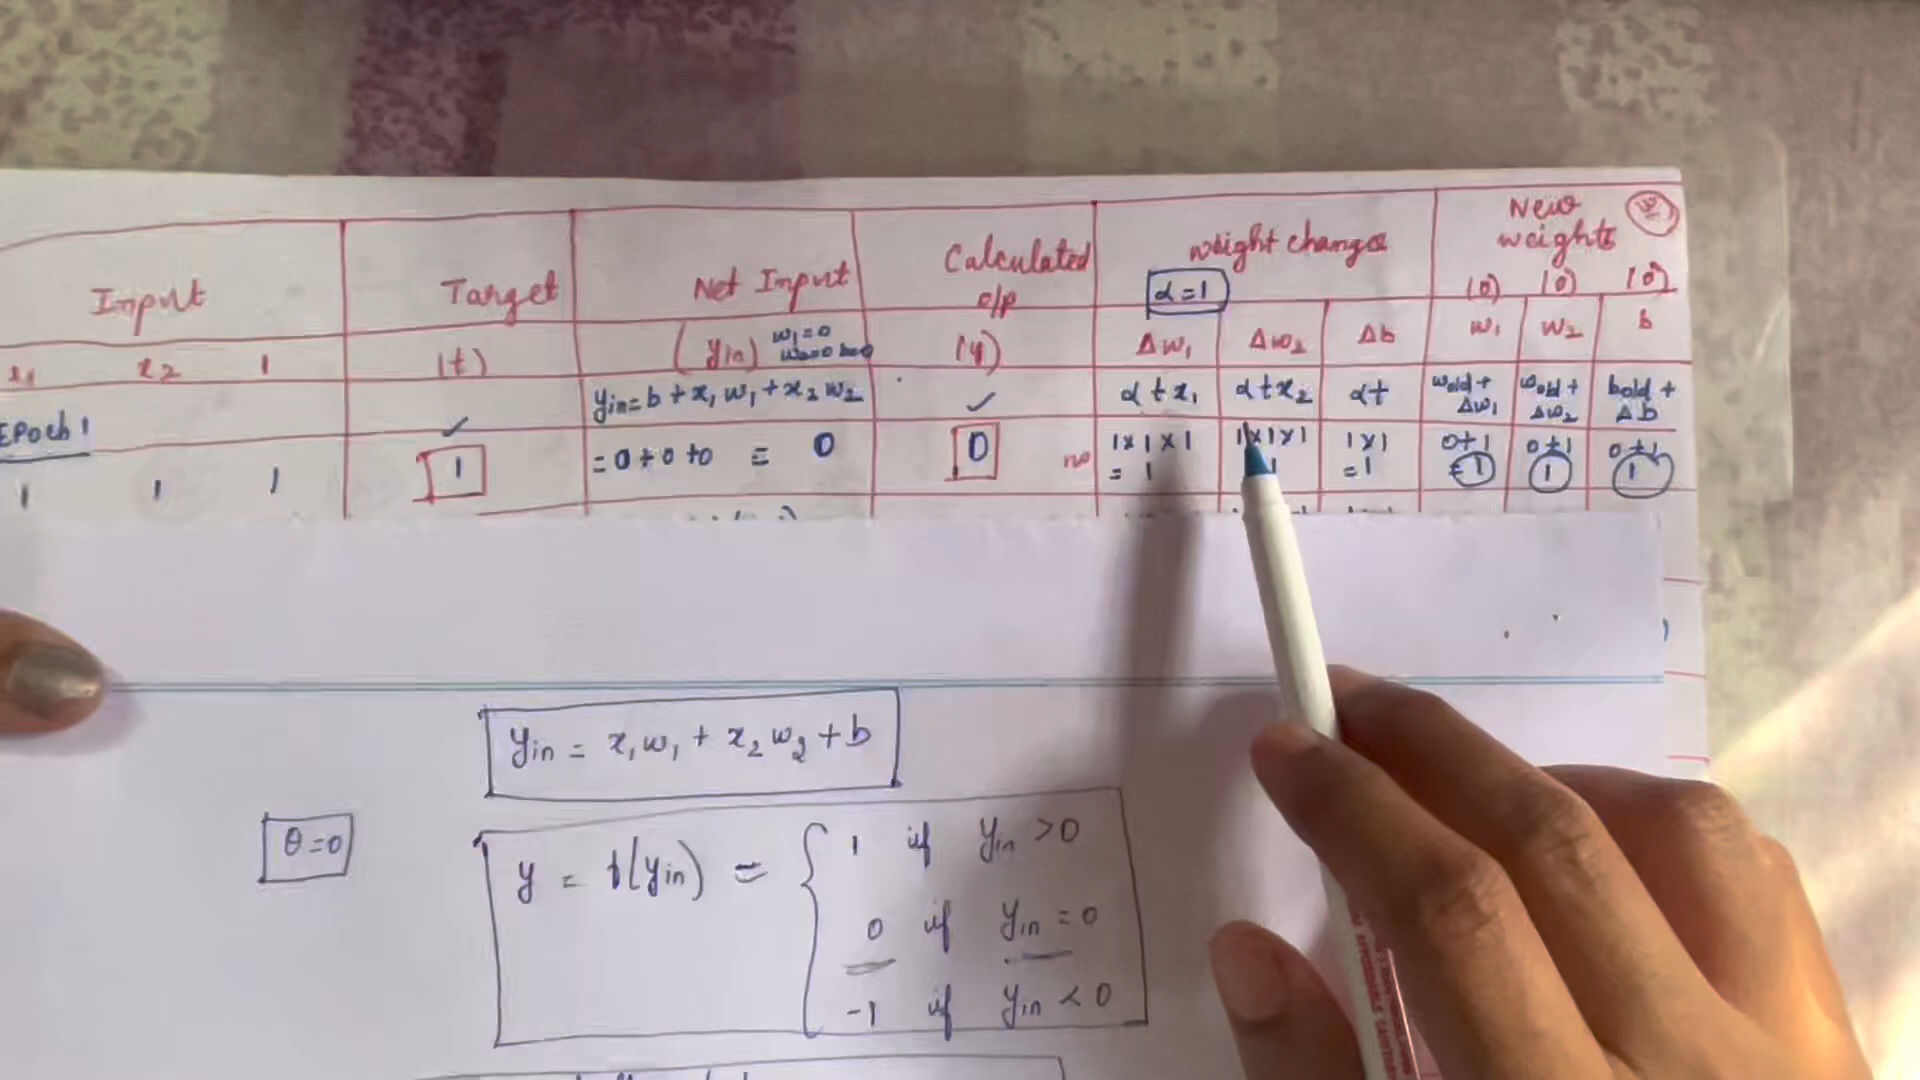 Input Target Net Input Calculated o/p weight changes New weights
α=1 (0) (0) (0)
x1 x2 1 (t) (yin) w1=0 w2=0 b=0 (y) Δw1 Δw2 Δb w1 w2 b
EPoch 1 ✓ yin=b+x1w1+x2w2 ✓ αtx1 αtx2 αt wold+Δw1 wold+Δw2 bold+Δb
1 1 1 1 =0+0+0 = 0 0 no 1×1×1 = 1 1×1×1 1 1×1 =1 0+1 =1 0+1 1 0+1 1
yin = x1w1 + x2w2 + b
θ=0
y = f(yin) = { 1 if yin >0
0 if yin = 0
-1 if yin < 0